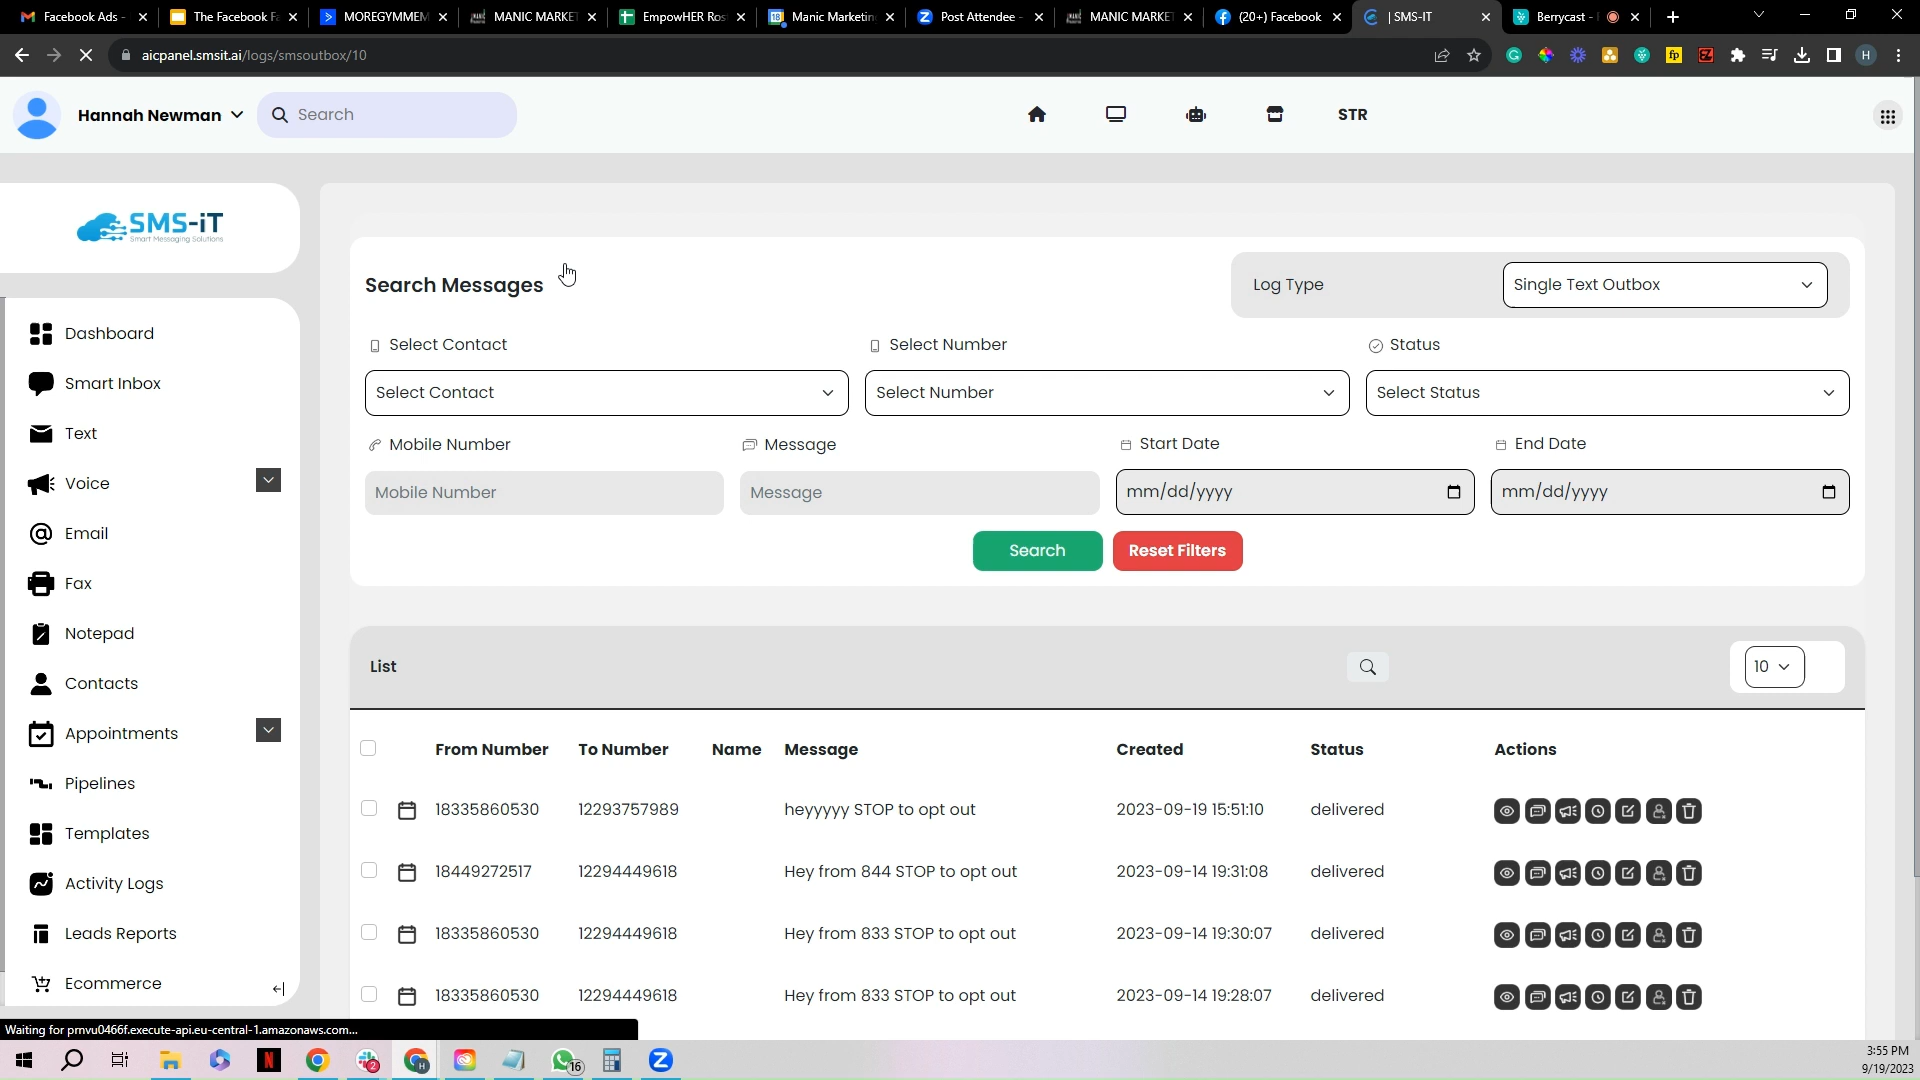 Facebook Ads -
The Facebook F
MOREGYMMEM
MANIC MARKET
EmpowHER Ros
Manic Marketin
Post Attendee -
MANIC MARKET
(20+) Facebook
| SMS-IT
Berrycast -
aicpanel.smsit.ai/logs/smsoutbox/10
Hannah Newman
Search
STR
SMS-iT
Smart Messaging Solutions
Dashboard
Smart Inbox
Text
Voice
Email
Fax
Notepad
Contacts
Appointments
Pipelines
Templates
Activity Logs
Leads Reports
Ecommerce
Search Messages
Log Type
Single Text Outbox
Select Contact
Select Number
Status
Select Contact
Select Number
Select Status
Mobile Number
Message
Start Date
End Date
Mobile Number
Message
mm/dd/yyyy
mm/dd/yyyy
Search
Reset Filters
List
10
From Number To Number Name Message Created Status Actions
18335860530 12293757989 heyyyyy STOP to opt out 2023-09-19 15:51:10 delivered
18449272517 12294449618 Hey from 844 STOP to opt out 2023-09-14 19:31:08 delivered
18335860530 12294449618 Hey from 833 STOP to opt out 2023-09-14 19:30:07 delivered
18335860530 12294449618 Hey from 833 STOP to opt out 2023-09-14 19:28:07 delivered
Waiting for pmvu0466f.execute-api.eu-central-1.amazonaws.com...
2
16
3:55 PM
9/19/2023